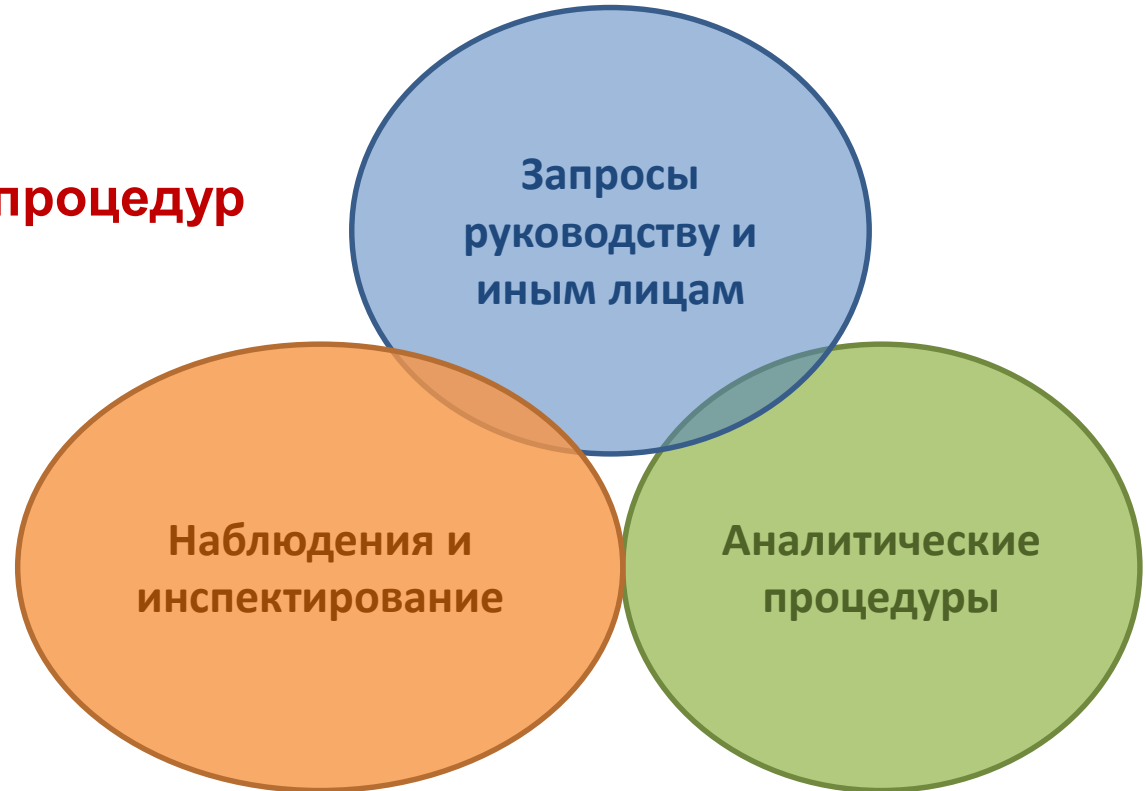 процедур
Запросы
руководству и
иным лицам
Наблюдения и
инспектирование
Аналитические
процедуры